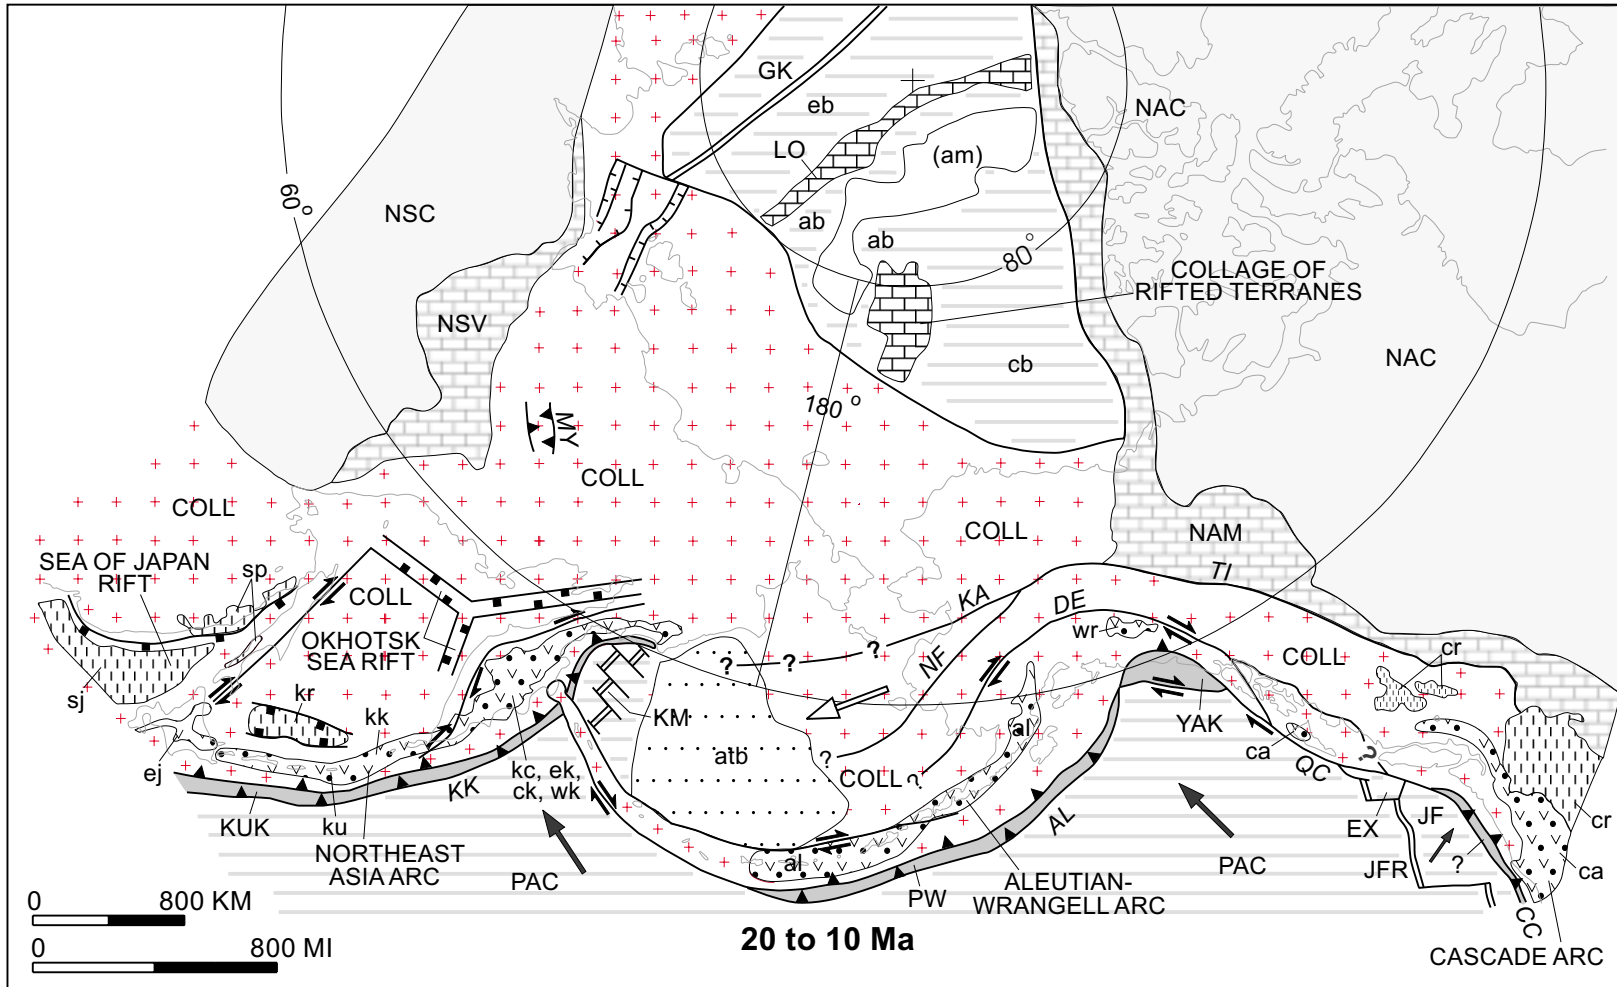 GK
eb
NAC
LO
(am)
60°
NSC
ab
ab
80°
COLLAGE OF
RIFTED TERRANES
NSV
NAC
cb
180°
MY
COLL
COLL
COLL
NAM
SEA OF JAPAN
RIFT
sp
COLL
TI
KA
DE
OKHOTSK
SEA RIFT
wr
?
?
?
NF
COLL
cr
sj
kr
KM
YAK
kk
al
ca
?
ej
atb
?
COLL
?
QC
KK
kc, ek,
ck, wk
AL
EX
JF
KUK
ku
cr
NORTHEAST
ASIA ARC
PAC
al
PW
ALEUTIAN-
WRANGELL ARC
PAC
JFR
?
ca
0
800 KM
CC
0
800 MI
20 to 10 Ma
CASCADE ARC